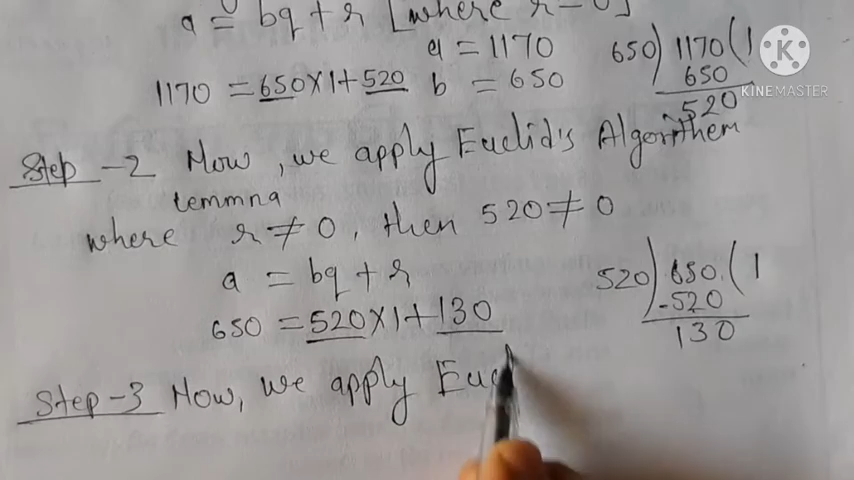 a = bq + r [where r = 0]
a = 1170
650) 1170 (1
650
520
1170 = 650 × 1 + 520 b = 650
KINEMASTER
Step - 2 Now, we apply Euclid's Algorithem
lemmna
where r ≠ 0, then 520 ≠ 0
a = bq + r
520) 650. (1
-520
130
650 = 520 × 1 + 130
Step - 3 Now, we apply Euc